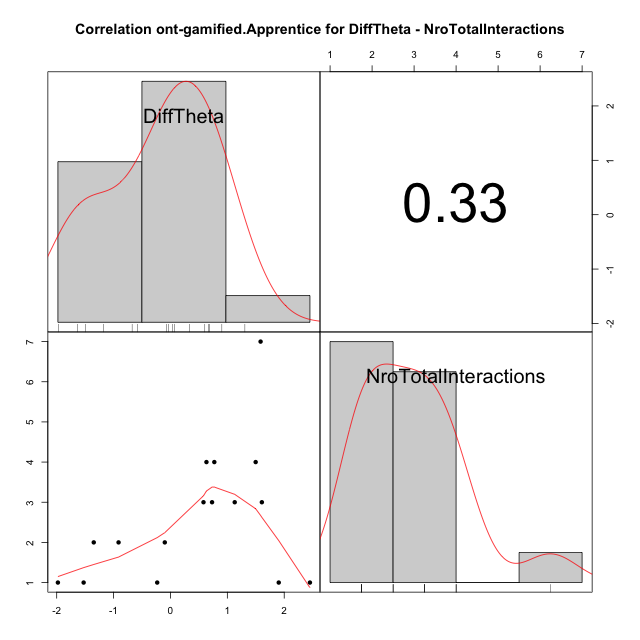 Correlation ont-gamified.Apprentice for DiffTheta - NroTotalInteractions
1 2 3 4 5 6 7
DiffTheta
0.33
2
1
0
-1
-2
7
6
5
4
3
2
1
NroTotalInteractions
-2 -1 0 1 2